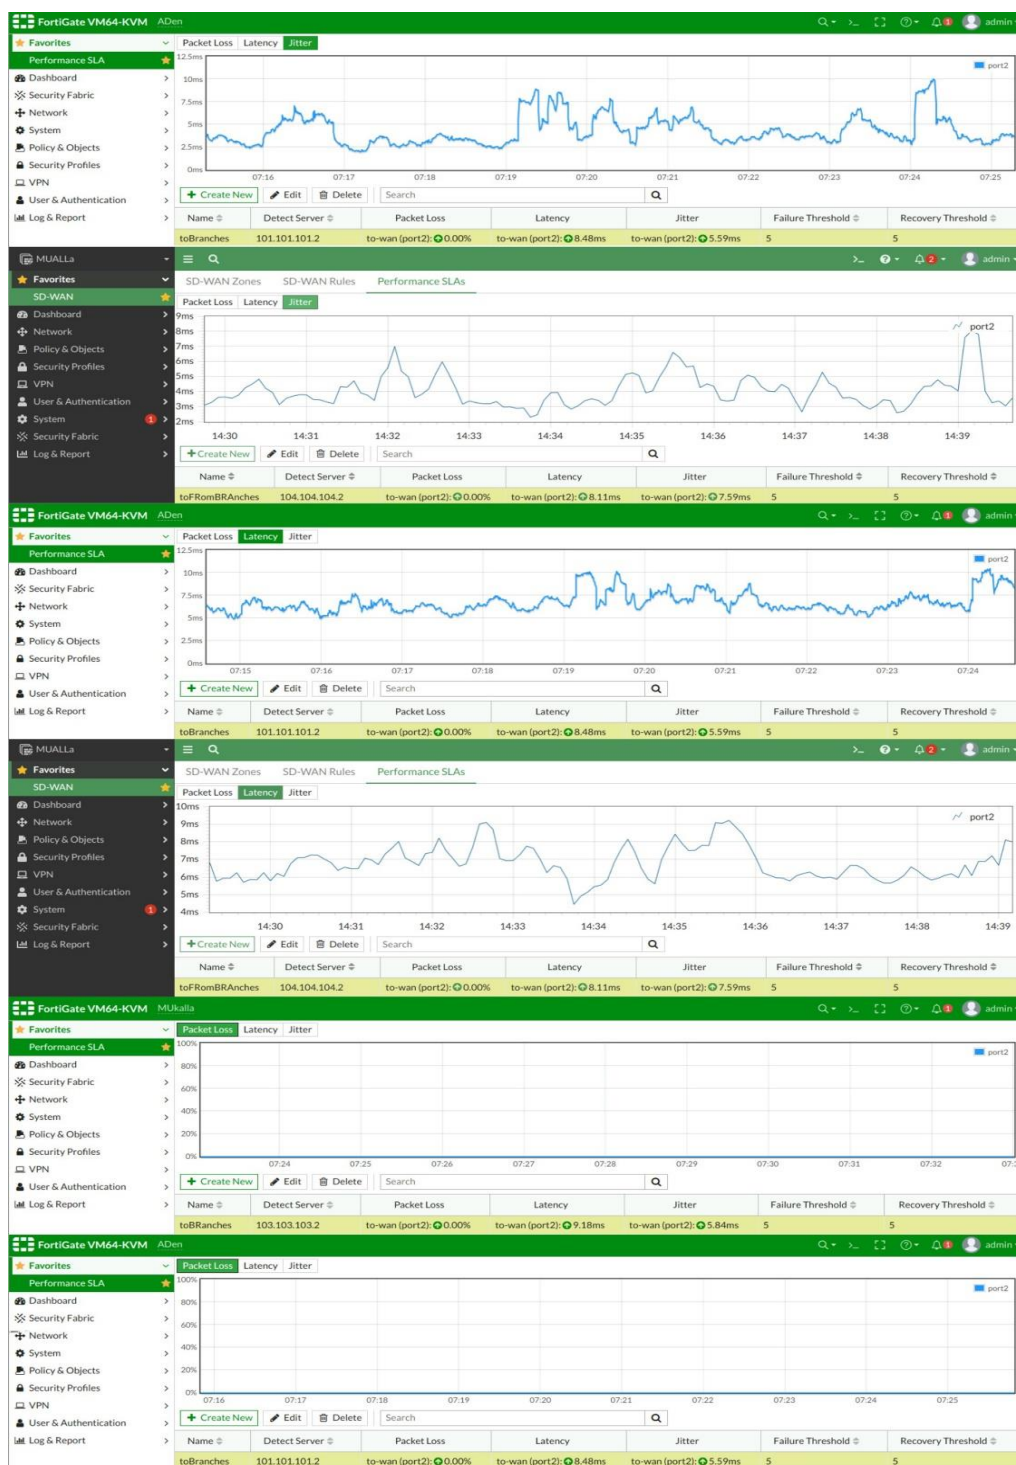 FortiGate VM64-KVM ADen
admin
1
Favorites
Performance SLA
Dashboard
Security Fabric
Network
System
Policy & Objects
Security Profiles
VPN
User & Authentication
Log & Report
Packet Loss Latency Jitter
12.5ms
10ms
7.5ms
5ms
2.5ms
0ms
port2
07:16 07:17 07:18 07:19 07:20 07:21 07:22 07:23 07:24 07:25
+ Create New Edit Delete Search
Name Detect Server Packet Loss Latency Jitter Failure Threshold Recovery Threshold
toBranches 101.101.101.2 to-wan (port2): 0.00% to-wan (port2): 8.48ms to-wan (port2): 5.59ms 5 5
MUALLa
2
admin
Favorites
SD-WAN
Dashboard
Network
Policy & Objects
Security Profiles
VPN
User & Authentication
System 1
Security Fabric
Log & Report
SD-WAN Zones SD-WAN Rules Performance SLAs
Packet Loss Latency Jitter
9ms
8ms
7ms
6ms
5ms
4ms
3ms
2ms
port2
14:30 14:31 14:32 14:33 14:34 14:35 14:36 14:37 14:38 14:39
+Create New Edit Delete Search
Name Detect Server Packet Loss Latency Jitter Failure Threshold Recovery Threshold
toFRomBRAnches 104.104.104.2 to-wan (port2): 0.00% to-wan (port2): 8.11ms to-wan (port2): 7.59ms 5 5
FortiGate VM64-KVM ADen
admin
1
Favorites
Performance SLA
Dashboard
Security Fabric
Network
System
Policy & Objects
Security Profiles
VPN
User & Authentication
Log & Report
Packet Loss Latency Jitter
12.5ms
10ms
7.5ms
5ms
2.5ms
0ms
port2
07:15 07:16 07:17 07:18 07:19 07:20 07:21 07:22 07:23 07:24
+ Create New Edit Delete Search
Name Detect Server Packet Loss Latency Jitter Failure Threshold Recovery Threshold
toBranches 101.101.101.2 to-wan (port2): 0.00% to-wan (port2): 8.48ms to-wan (port2): 5.59ms 5 5
MUALLa
2
admin
Favorites
SD-WAN
Dashboard
Network
Policy & Objects
Security Profiles
VPN
User & Authentication
System 1
Security Fabric
Log & Report
SD-WAN Zones SD-WAN Rules Performance SLAs
Packet Loss Latency Jitter
10ms
9ms
8ms
7ms
6ms
5ms
4ms
port2
14:30 14:31 14:32 14:33 14:34 14:35 14:36 14:37 14:38 14:39
+Create New Edit Delete Search
Name Detect Server Packet Loss Latency Jitter Failure Threshold Recovery Threshold
toFRomBRAnches 104.104.104.2 to-wan (port2): 0.00% to-wan (port2): 8.11ms to-wan (port2): 7.59ms 5 5
FortiGate VM64-KVM MUkalla
admin
1
Favorites
Performance SLA
Dashboard
Security Fabric
Network
System
Policy & Objects
Security Profiles
VPN
User & Authentication
Log & Report
Packet Loss Latency Jitter
100%
80%
60%
40%
20%
0%
port2
07:24 07:25 07:26 07:27 07:28 07:29 07:30 07:31 07:32
+ Create New Edit Delete Search
Name Detect Server Packet Loss Latency Jitter Failure Threshold Recovery Threshold
toBRanches 103.103.103.2 to-wan (port2): 0.00% to-wan (port2): 9.18ms to-wan (port2): 5.84ms 5 5
FortiGate VM64-KVM ADen
admin
1
Favorites
Performance SLA
Dashboard
Security Fabric
Network
System
Policy & Objects
Security Profiles
VPN
User & Authentication
Log & Report
Packet Loss Latency Jitter
100%
80%
60%
40%
20%
0%
port2
07:16 07:17 07:18 07:19 07:20 07:21 07:22 07:23 07:24 07:25
+ Create New Edit Delete Search
Name Detect Server Packet Loss Latency Jitter Failure Threshold Recovery Threshold
toBranches 101.101.101.2 to-wan (port2): 0.00% to-wan (port2): 8.48ms to-wan (port2): 5.59ms 5 5